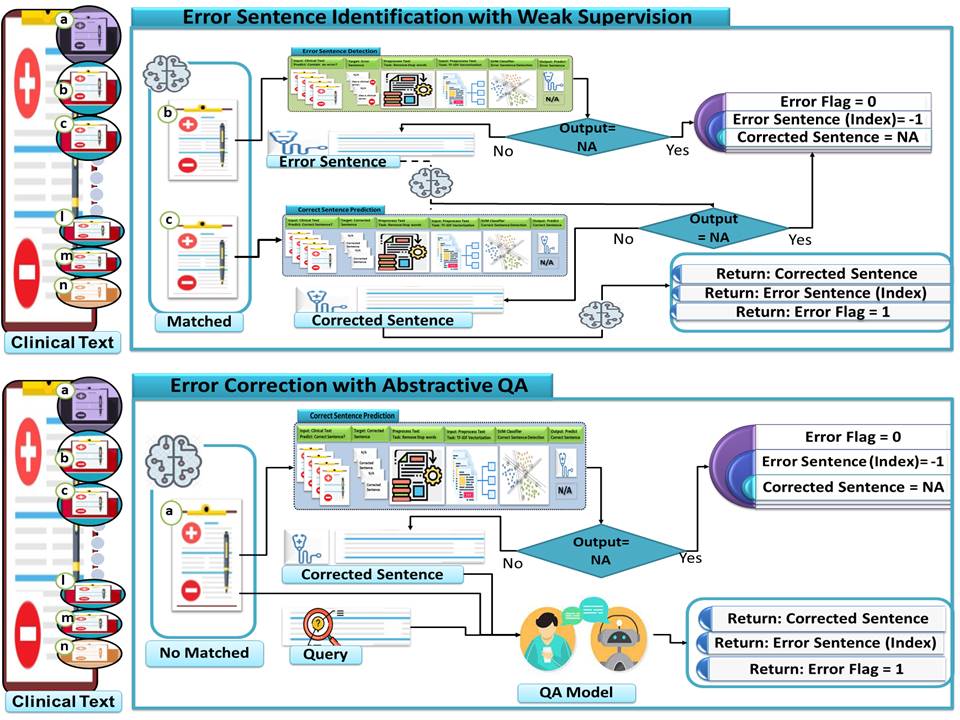 Error Sentence Identification with Weak Supervision
a
b
c
l
m
n
Clinical Text
b
c
Matched
Error Sentence Detection
Input: Clinical Text
Predict: Contain an error?
Target: Error
Sentence
Preprocess Text
Task: Remove Stop words
Input: Preprocess Text
Task: TF-IDF Vectorization
SVM Classifier
Error Sentence Detection
Output: Predict
Error Sentence
N/A
Error Sentence
No
Output=
NA
Yes
Error Flag = 0
Error Sentence (Index)= -1
Corrected Sentence = NA
Correct Sentence Prediction
Input: Clinical Text
Predict: Correct Sentence?
Target: Corrected
Sentence
Preprocess Text
Task: Remove Stop words
Input: Preprocess Text
Task: TF-IDF Vectorization
SVM Classifier
Correct Sentence Detection
Output: Predict
Correct Sentence
N/A
No
Output
= NA
Yes
Corrected Sentence
Return: Corrected Sentence
Return: Error Sentence (Index)
Return: Error Flag = 1
Error Correction with Abstractive QA
a
b
c
l
m
n
Clinical Text
a
No Matched
Correct Sentence Prediction
Input: Clinical Text
Predict: Correct Sentence?
Target: Corrected
Sentence
Preprocess Text
Task: Remove Stop words
Input: Preprocess Text
Task: TF-IDF Vectorization
SVM Classifier
Correct Sentence Detection
Output: Predict
Correct Sentence
N/A
Corrected
Sentence
Corrected
Sentence
N/A
Corrected Sentence
No
Output=
NA
Yes
Error Flag = 0
Error Sentence (Index)= -1
Corrected Sentence = NA
?
Query
QA Model
Return: Corrected Sentence
Return: Error Sentence (Index)
Return: Error Flag = 1